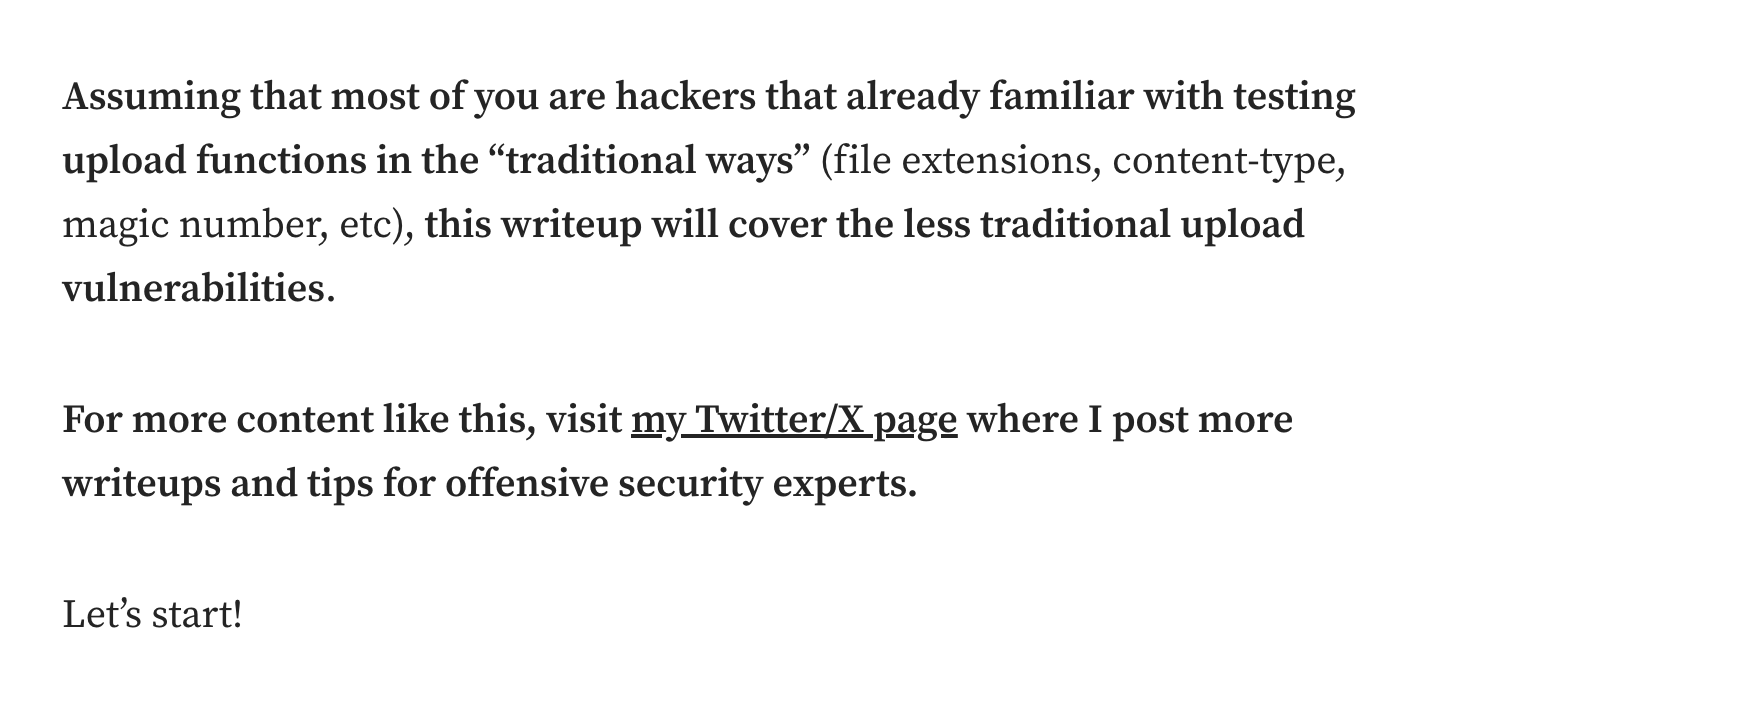 Assuming that most of you are hackers that already familiar with testing
upload functions in the “traditional ways” (file extensions, content-type,
magic number, etc), this writeup will cover the less traditional upload
vulnerabilities.
For more content like this, visit my Twitter/X page where I post more
writeups and tips for offensive security experts.
Let’s start!